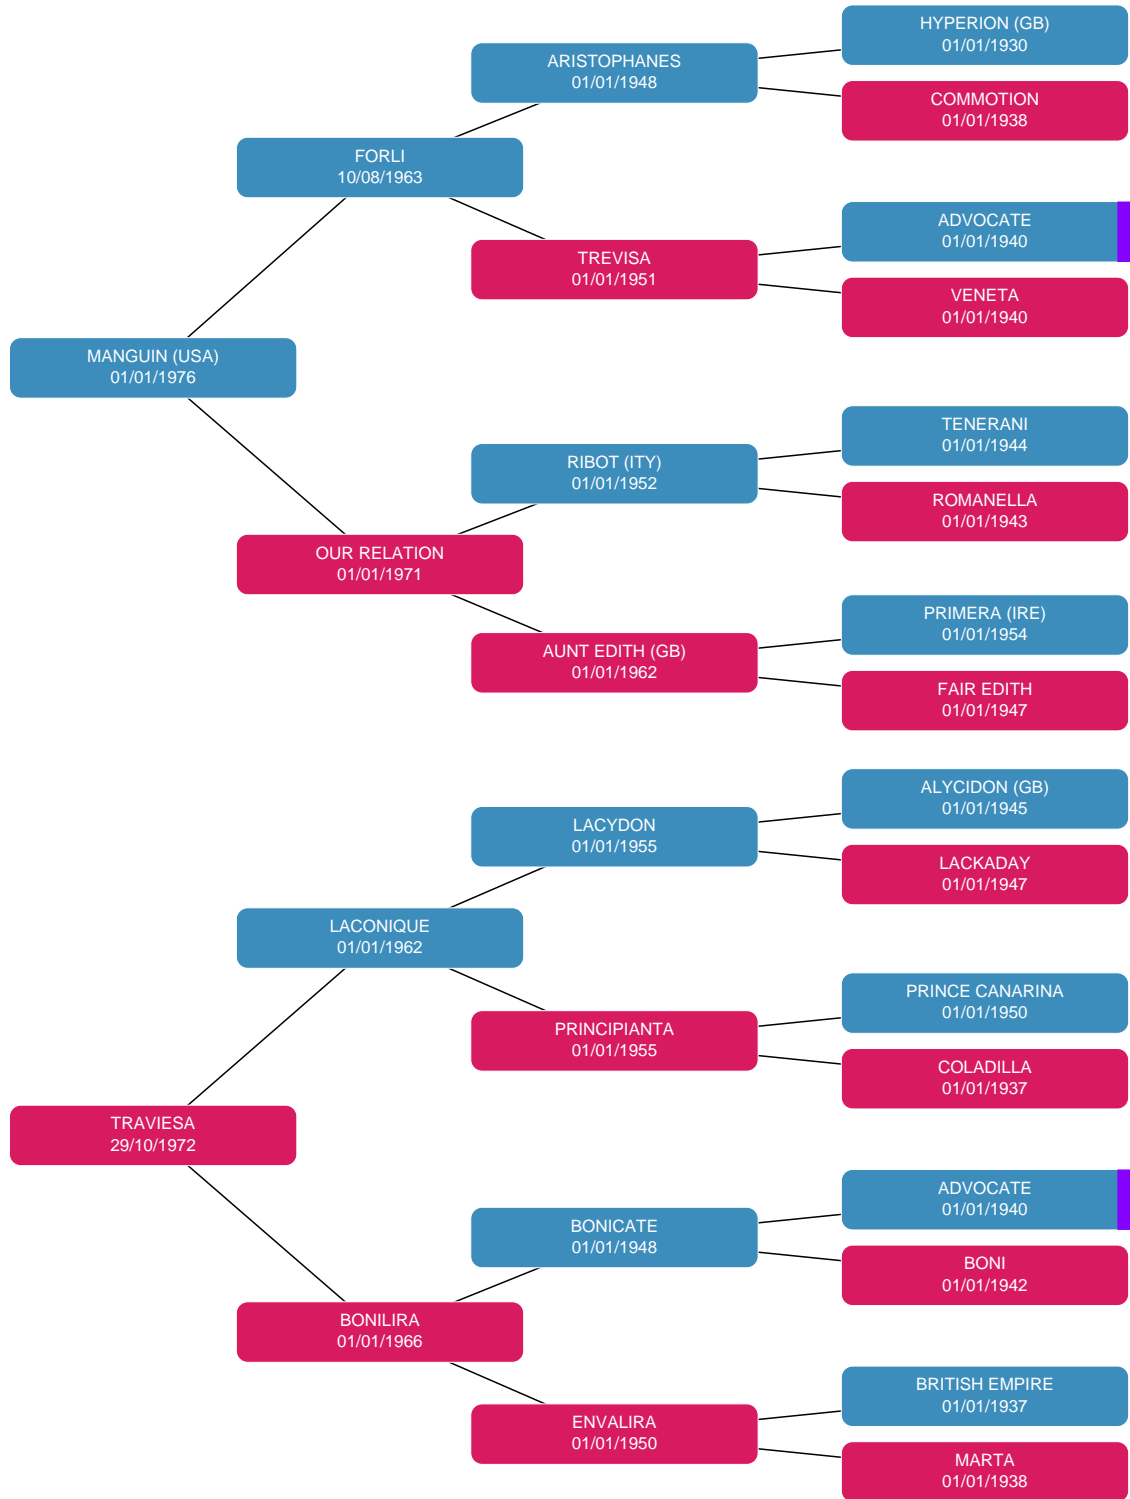 HYPERION (GB)
01/01/1930
ARISTOPHANES
01/01/1948
COMMOTION
01/01/1938
FORLI
10/08/1963
ADVOCATE
01/01/1940
TREVISA
01/01/1951
VENETA
01/01/1940
MANGUIN (USA)
01/01/1976
TENERANI
01/01/1944
RIBOT (ITY)
01/01/1952
ROMANELLA
01/01/1943
OUR RELATION
01/01/1971
PRIMERA (IRE)
01/01/1954
AUNT EDITH (GB)
01/01/1962
FAIR EDITH
01/01/1947
ALYCIDON (GB)
01/01/1945
LACYDON
01/01/1955
LACKADAY
01/01/1947
LACONIQUE
01/01/1962
PRINCE CANARINA
01/01/1950
PRINCIPIANTA
01/01/1955
COLADILLA
01/01/1937
TRAVIESA
29/10/1972
ADVOCATE
01/01/1940
BONICATE
01/01/1948
BONI
01/01/1942
BONILIRA
01/01/1966
BRITISH EMPIRE
01/01/1937
ENVALIRA
01/01/1950
MARTA
01/01/1938